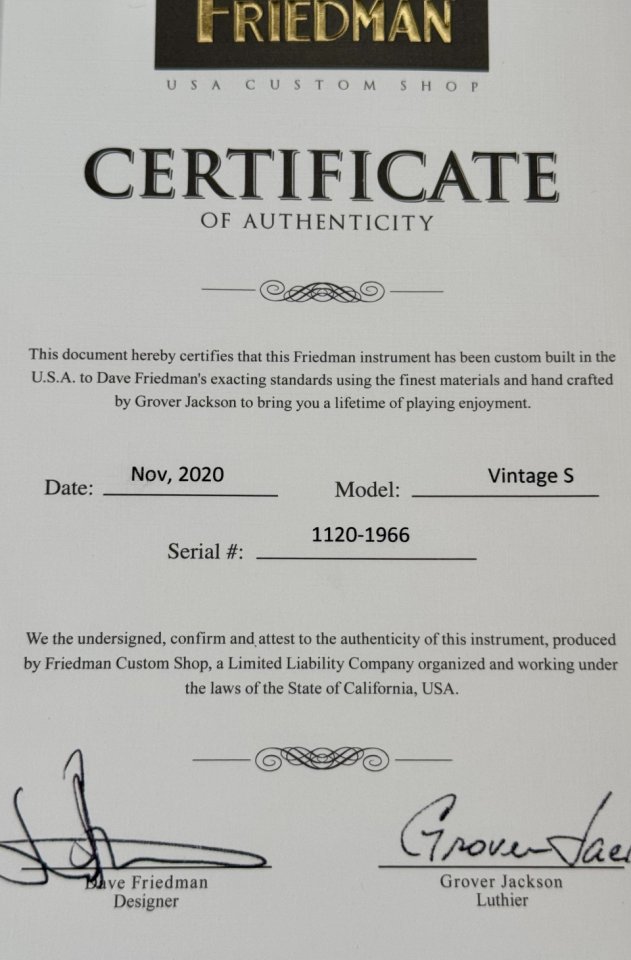 FRIEDMAN
USA CUSTOM SHOP
CERTIFICATE
OF AUTHENTICITY
This document hereby certifies that this Friedman instrument has been custom built in the
U.S.A. to Dave Friedman's exacting standards using the finest materials and hand crafted
by Grover Jackson to bring you a lifetime of playing enjoyment.
Date: Nov, 2020 Model: Vintage S
Serial #: 1120-1966
We the undersigned, confirm and attest to the authenticity of this instrument, produced
by Friedman Custom Shop, a Limited Liability Company organized and working under
the laws of the State of California, USA.
Grover Jac
Dave Friedman Grover Jackson
Designer Luthier